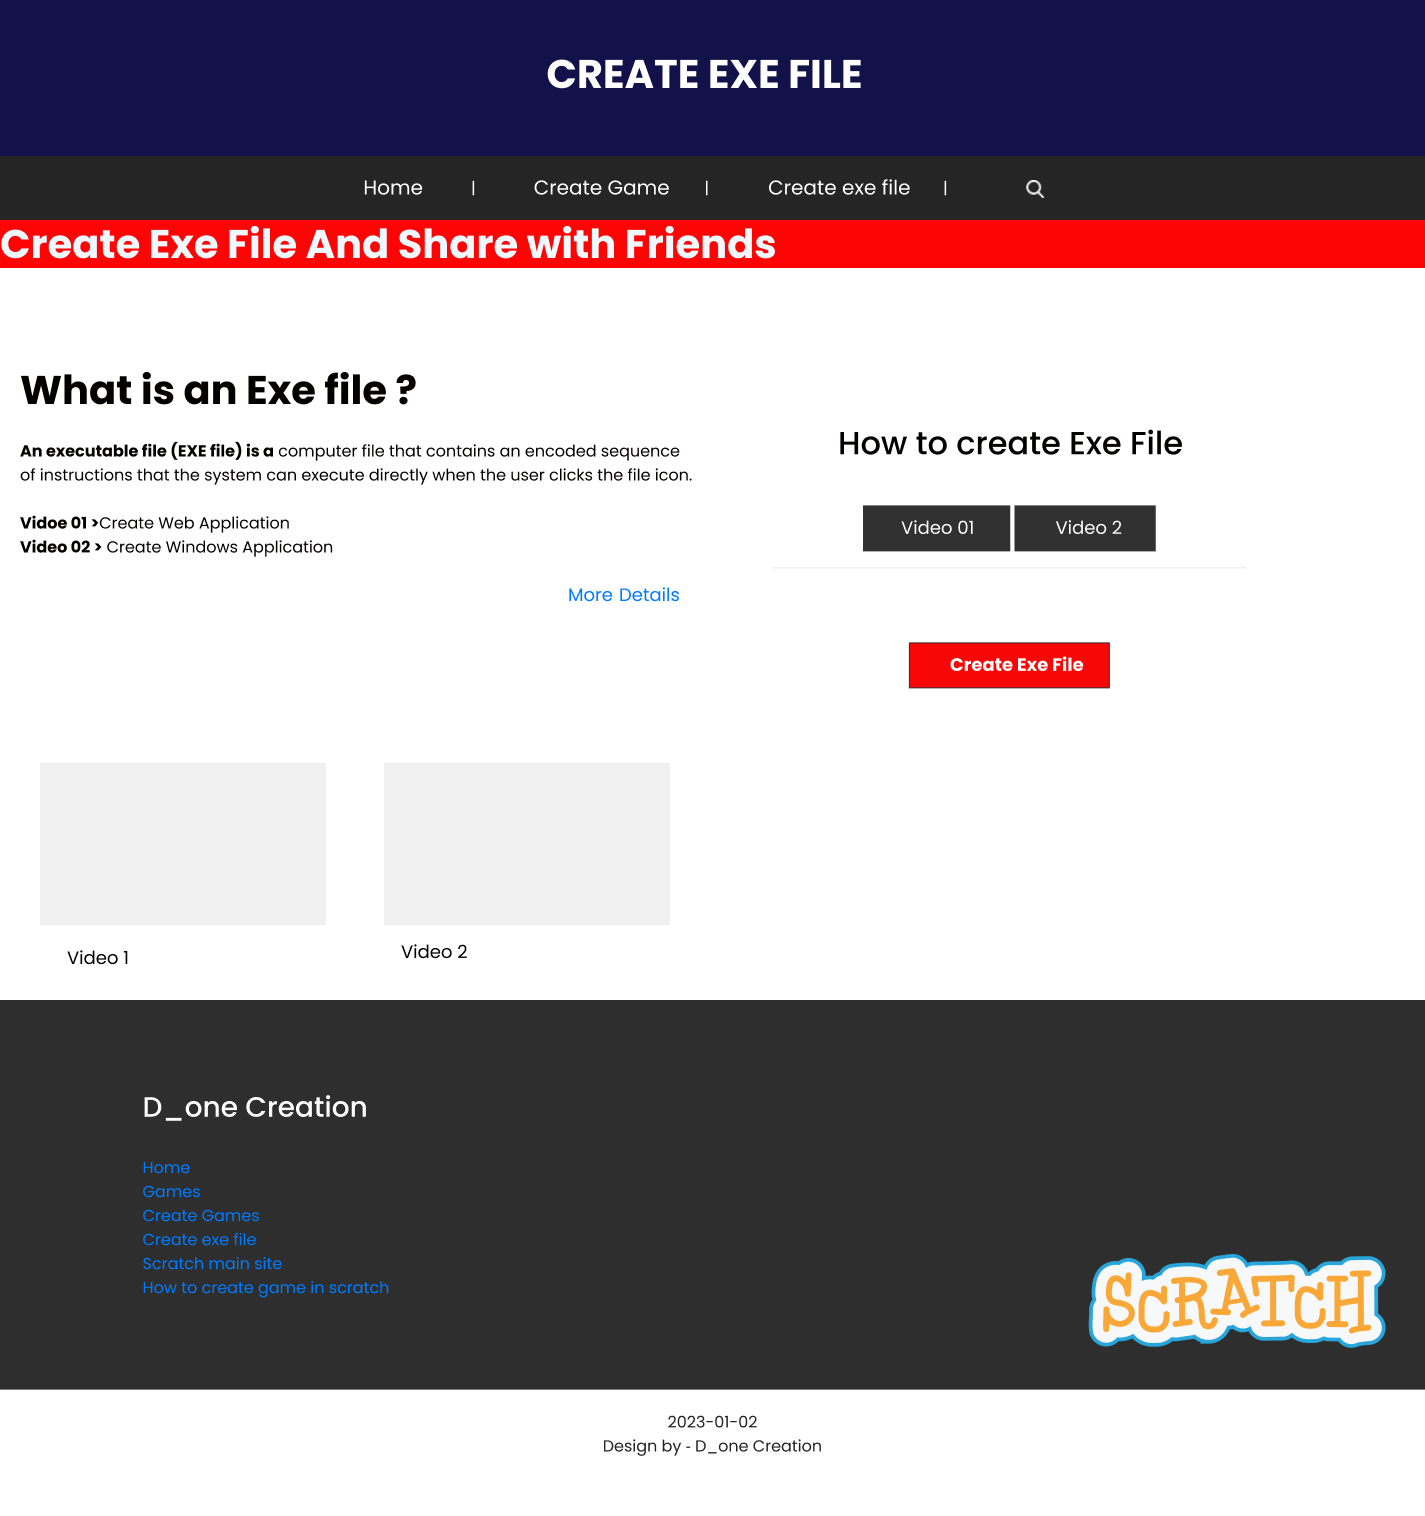 CREATE EXE FILE
Home | Create Game | Create exe file |
Create Exe File And Share with Friends
What is an Exe file ?
An executable file (EXE file) is a computer file that contains an encoded sequence
of instructions that the system can execute directly when the user clicks the file icon.
Vidoe 01 >Create Web Application
Video 02 > Create Windows Application
More Details
How to create Exe File
Video 01 Video 2
Create Exe File
Video 1
Video 2
D_one Creation
Home
Games
Create Games
Create exe file
Scratch main site
How to create game in scratch
SCRATCH
2023-01-02
Design by - D_one Creation